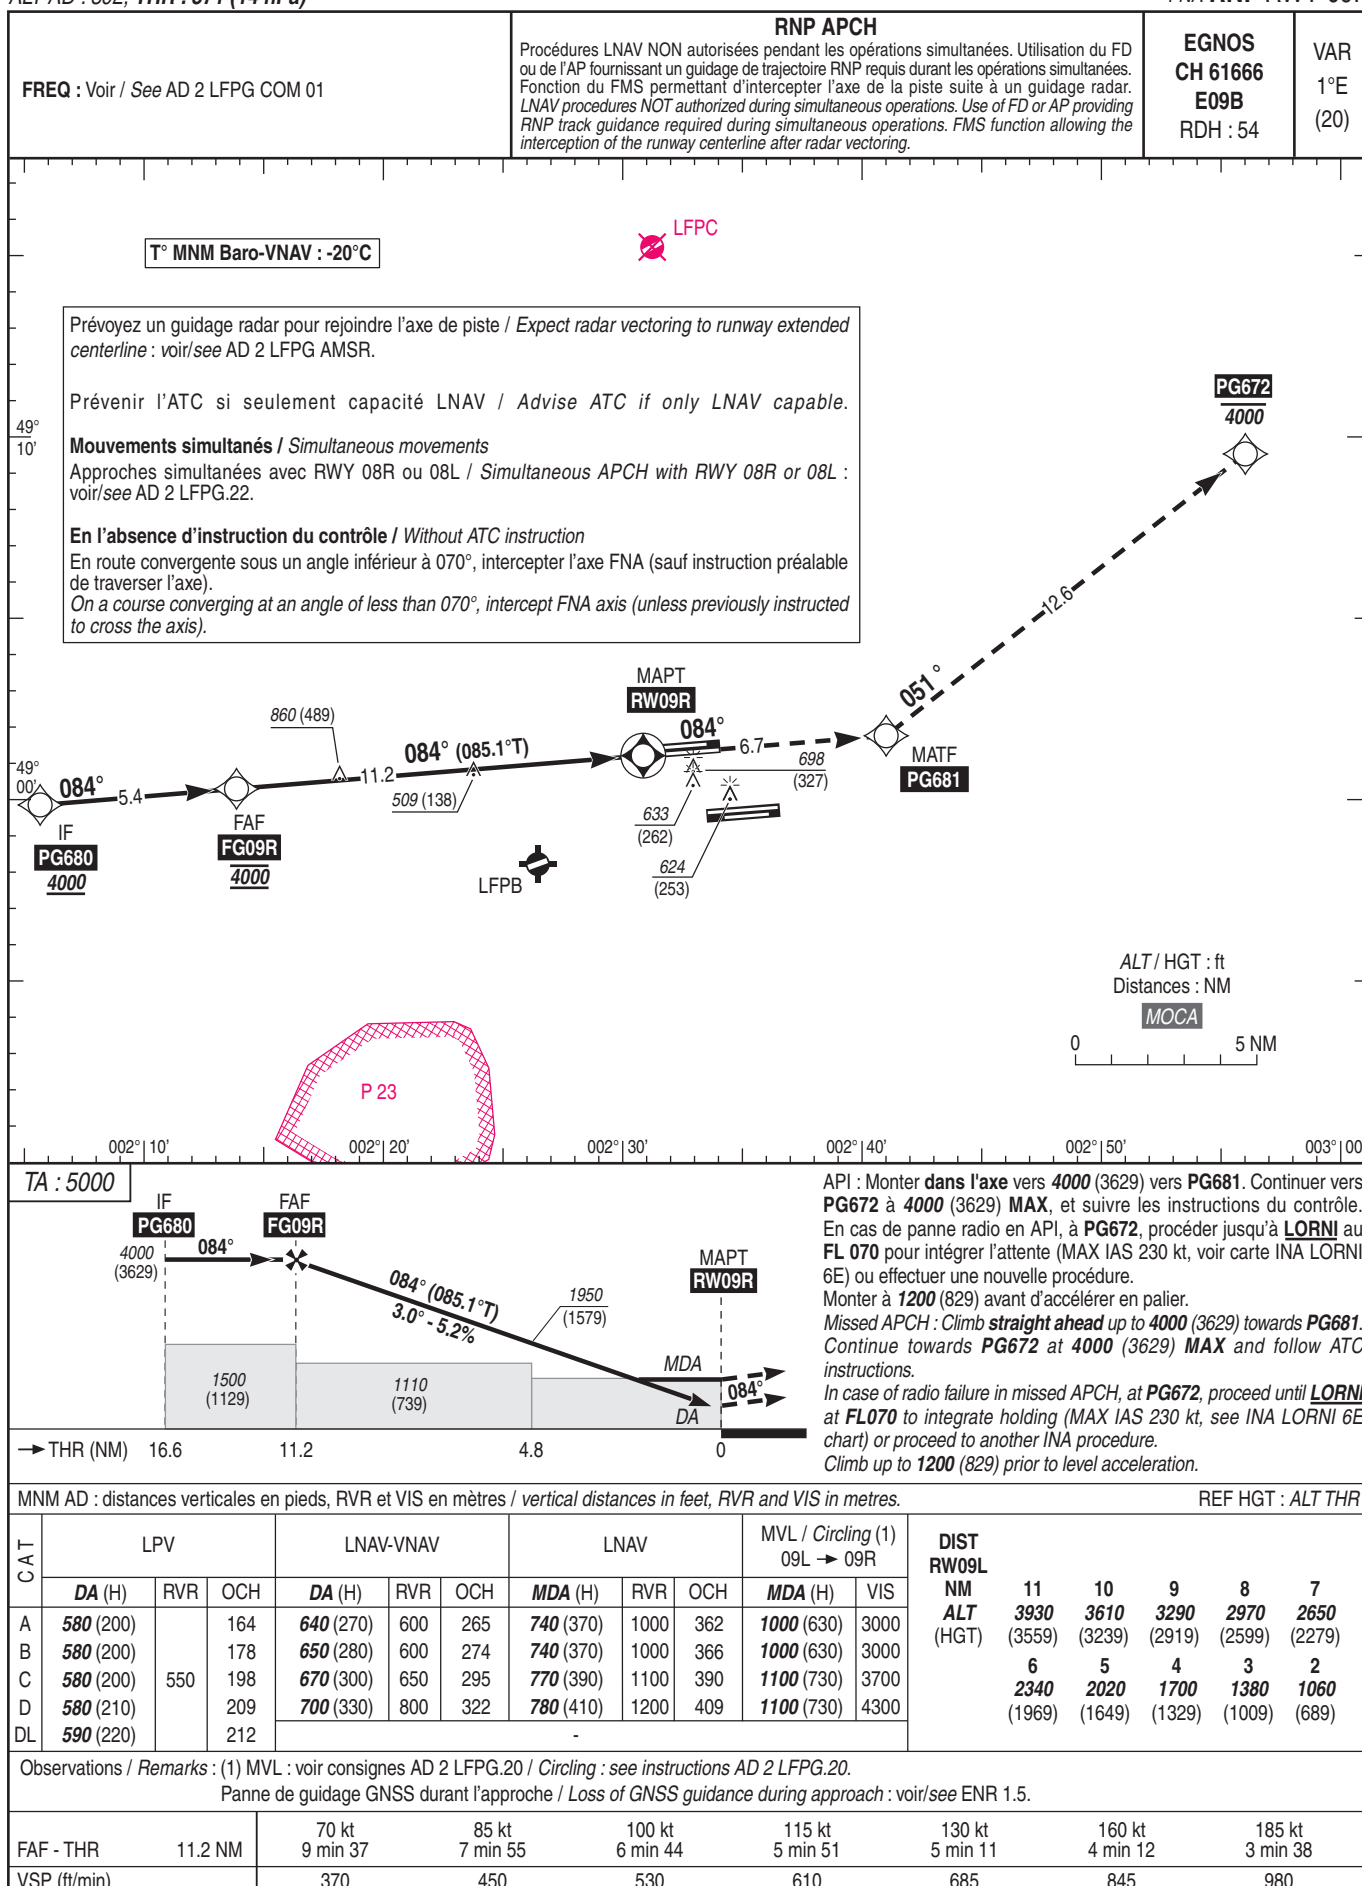 FREQ : Voir / See AD 2 LFPG COM 01
RNP APCH
Procédures LNAV NON autorisées pendant les opérations simultanées. Utilisation du FD
ou de l'AP fournissant un guidage de trajectoire RNP requis durant les opérations simultanées.
Fonction du FMS permettant d'intercepter l'axe de la piste suite à un guidage radar.
LNAV procedures NOT authorized during simultaneous operations. Use of FD or AP providing
RNP track guidance required during simultaneous operations. FMS function allowing the
interception of the runway centerline after radar vectoring.
EGNOS
CH 61666
E09B
RDH : 54
VAR
1°E
(20)
LFPC
T° MNM Baro-VNAV : -20°C
Prévoyez un guidage radar pour rejoindre l'axe de piste / Expect radar vectoring to runway extended
centerline : voir/see AD 2 LFPG AMSR.
Prévenir l'ATC si seulement capacité LNAV / Advise ATC if only LNAV capable.
Mouvements simultanés / Simultaneous movements
Approches simultanées avec RWY 08R ou 08L / Simultaneous APCH with RWY 08R or 08L :
voir/see AD 2 LFPG.22.
En l'absence d'instruction du contrôle / Without ATC instruction
En route convergente sous un angle inférieur à 070°, intercepter l'axe FNA (sauf instruction préalable
de traverser l'axe).
On a course converging at an angle of less than 070°, intercept FNA axis (unless previously instructed
to cross the axis).
PG672
4000
49°
10'
12.6
051°
MAPT
RW09R
084°
6.7
860 (489)
084° (085.1°T)
11.2
509 (138)
698
(327)
MATF
PG681
49°
00'
084°
5.4
IF
PG680
4000
FAF
FG09R
4000
633
(262)
624
(253)
LFPB
ALT / HGT : ft
Distances : NM
MOCA
0 5 NM
P 23
002° 10' 002° 20' 002° 30' 002° 40' 002° 50' 003° 00
TA : 5000
IF
PG680
FAF
FG09R
4000
(3629)
084°
084° (085.1°T)
3.0° - 5.2%
1950
(1579)
MAPT
RW09R
1500
(1129)
1110
(739)
MDA
DA
084°
THR (NM) 16.6 11.2 4.8 0
API : Monter dans l'axe vers 4000 (3629) vers PG681. Continuer vers
PG672 à 4000 (3629) MAX, et suivre les instructions du contrôle.
En cas de panne radio en API, à PG672, procéder jusqu'à LORNI au
FL 070 pour intégrer l'attente (MAX IAS 230 kt, voir carte INA LORNI
6E) ou effectuer une nouvelle procédure.
Monter à 1200 (829) avant d'accélérer en palier.
Missed APCH : Climb straight ahead up to 4000 (3629) towards PG681.
Continue towards PG672 at 4000 (3629) MAX and follow ATC
instructions.
In case of radio failure in missed APCH, at PG672, proceed until LORNI
at FL070 to integrate holding (MAX IAS 230 kt, see INA LORNI 6E
chart) or proceed to another INA procedure.
Climb up to 1200 (829) prior to level acceleration.
MNM AD : distances verticales en pieds, RVR et VIS en mètres / vertical distances in feet, RVR and VIS in metres. REF HGT : ALT THR
CAT LPV LNAV-VNAV LNAV MVL / Circling (1)
09L → 09R
DA (H) RVR OCH DA (H) RVR OCH MDA (H) RVR OCH MDA (H) VIS
A 580 (200) 164 640 (270) 600 265 740 (370) 1000 362 1000 (630) 3000
B 580 (200) 178 650 (280) 600 274 740 (370) 1000 366 1000 (630) 3000
C 580 (200) 550 198 670 (300) 650 295 770 (390) 1100 390 1100 (730) 3700
D 580 (210) 209 700 (330) 800 322 780 (410) 1200 409 1100 (730) 4300
DL 590 (220) 212 -
DIST
RW09L
NM 11 10 9 8 7
ALT 3930 3610 3290 2970 2650
(HGT) (3559) (3239) (2919) (2599) (2279)
6 5 4 3 2
2340 2020 1700 1380 1060
(1969) (1649) (1329) (1009) (689)
Observations / Remarks : (1) MVL : voir consignes AD 2 LFPG.20 / Circling : see instructions AD 2 LFPG.20.
Panne de guidage GNSS durant l'approche / Loss of GNSS guidance during approach : voir/see ENR 1.5.
70 kt 85 kt 100 kt 115 kt 130 kt 160 kt 185 kt
FAF - THR 11.2 NM 9 min 37 7 min 55 6 min 44 5 min 51 5 min 11 4 min 12 3 min 38
VSP (ft/min) 370 450 530 610 685 845 980